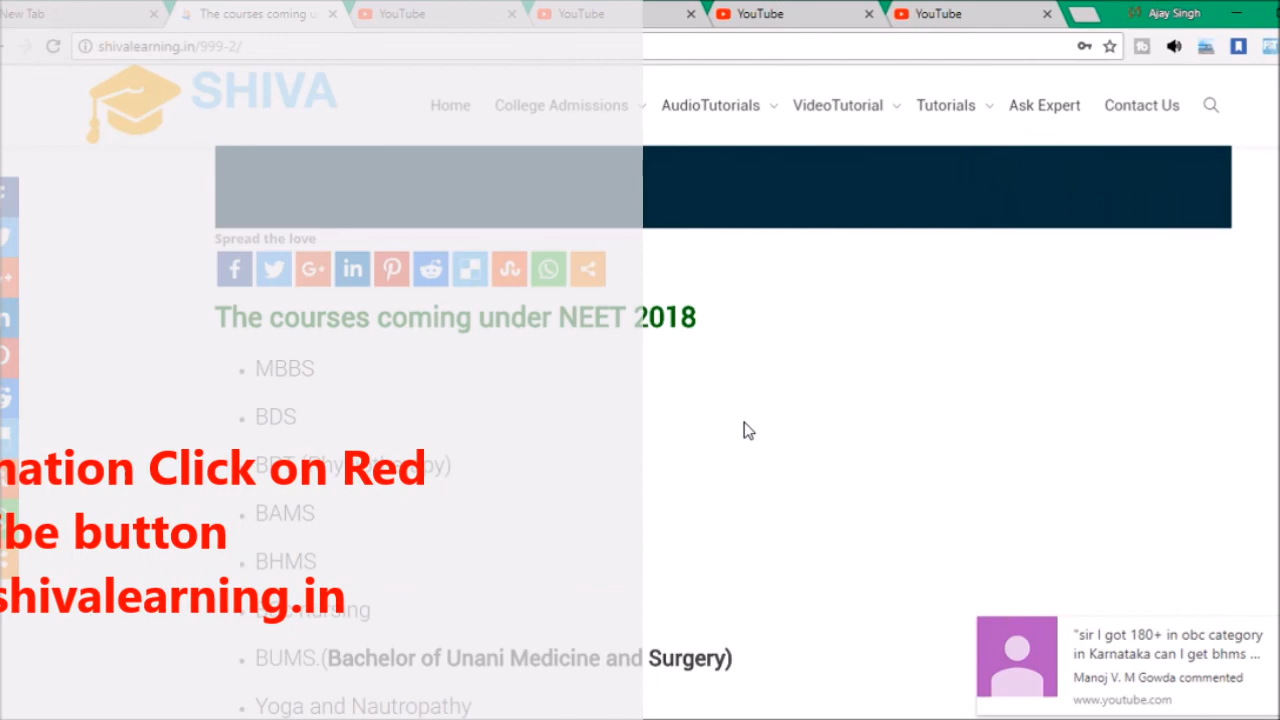 New Tab
The courses coming u
YouTube
YouTube
YouTube
YouTube
Ajay Singh
shivalearning.in/999-2/
SHIVA
Home
College Admissions
AudioTutorials
VideoTutorial
Tutorials
Ask Expert
Contact Us
Spread the love
The courses coming under NEET 2018
MBBS
BDS
mation Click on Red
BAMS
ibe button
BHMS
shivalearning.in
BUMS.(Bachelor of Unani Medicine and Surgery)
Yoga and Nautropathy
"sir I got 180+ in obc category
in Karnataka can I get bhms ...
Manoj V. M Gowda commented
www.youtube.com